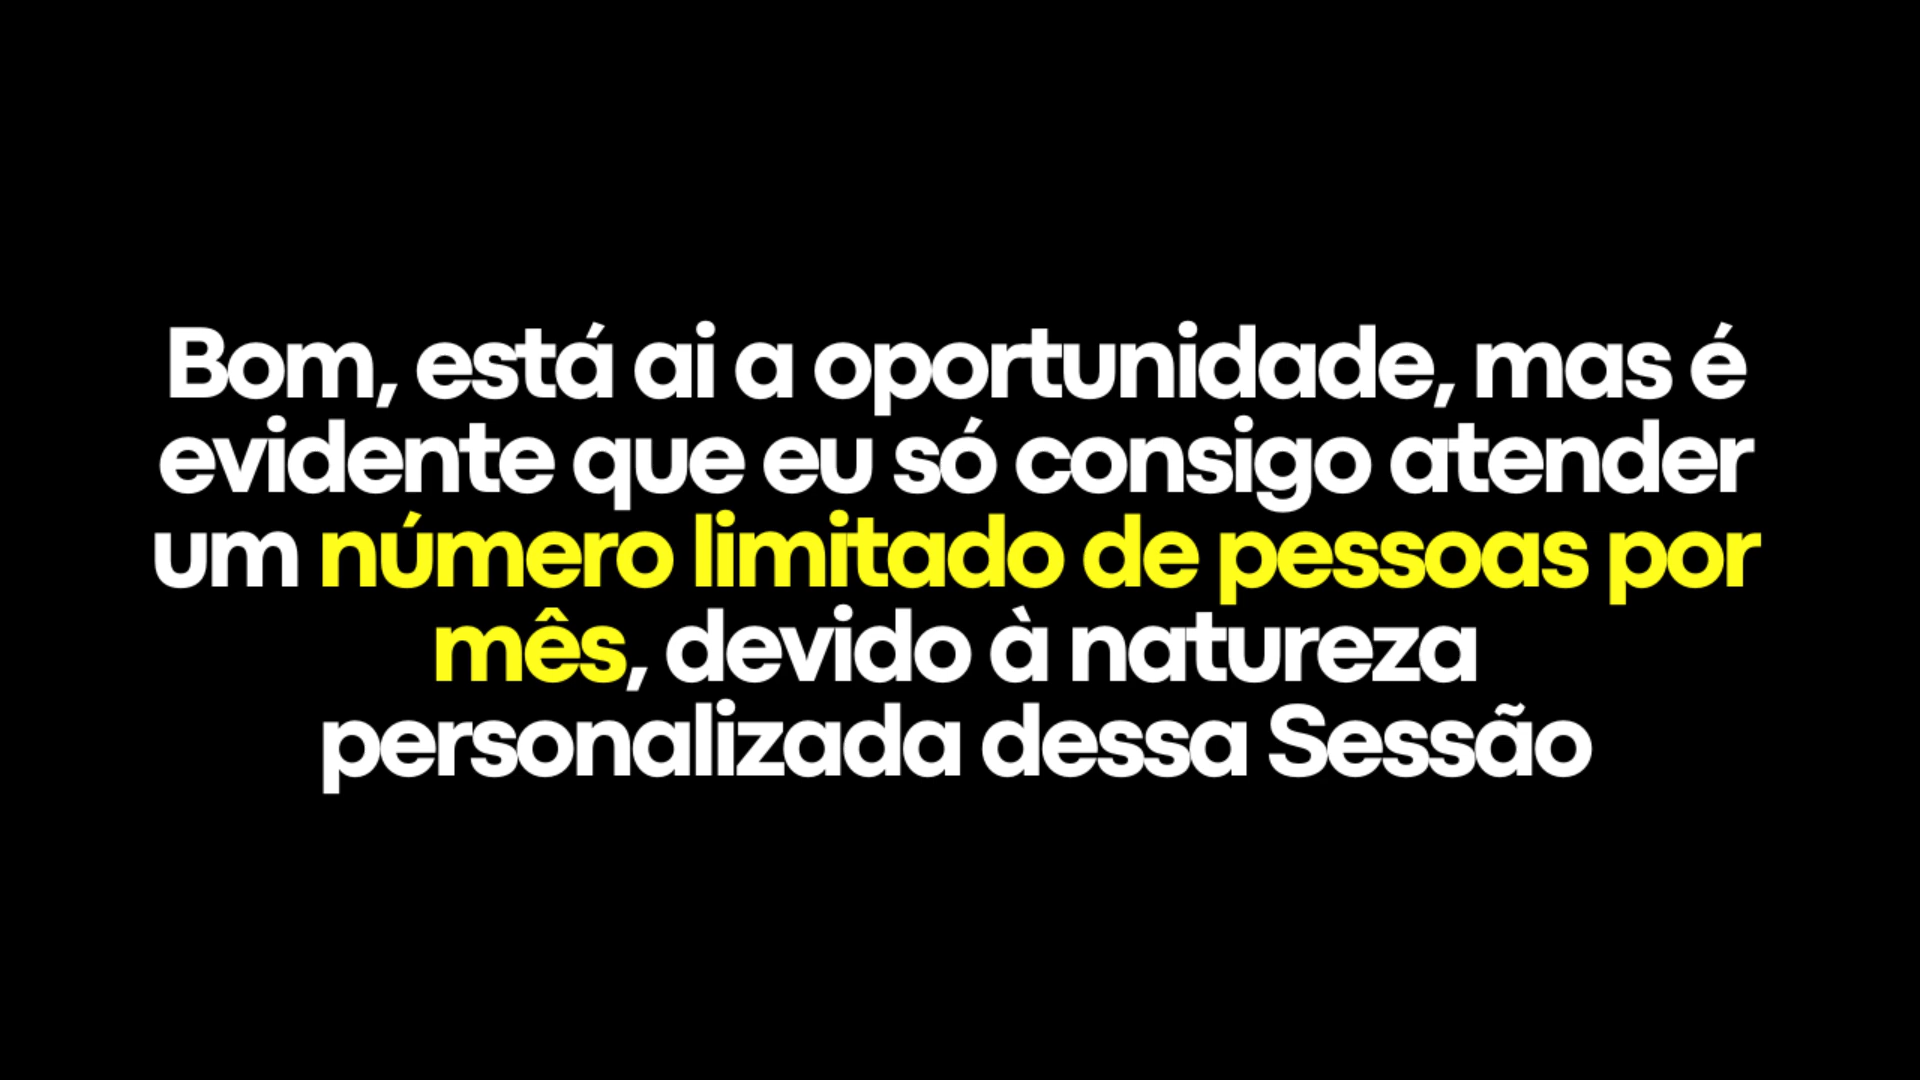 Bom, está ai a oportunidade, mas é
evidente que eu só consigo atender
um número limitado de pessoas por
mês, devido à natureza
personalizada dessa Sessão